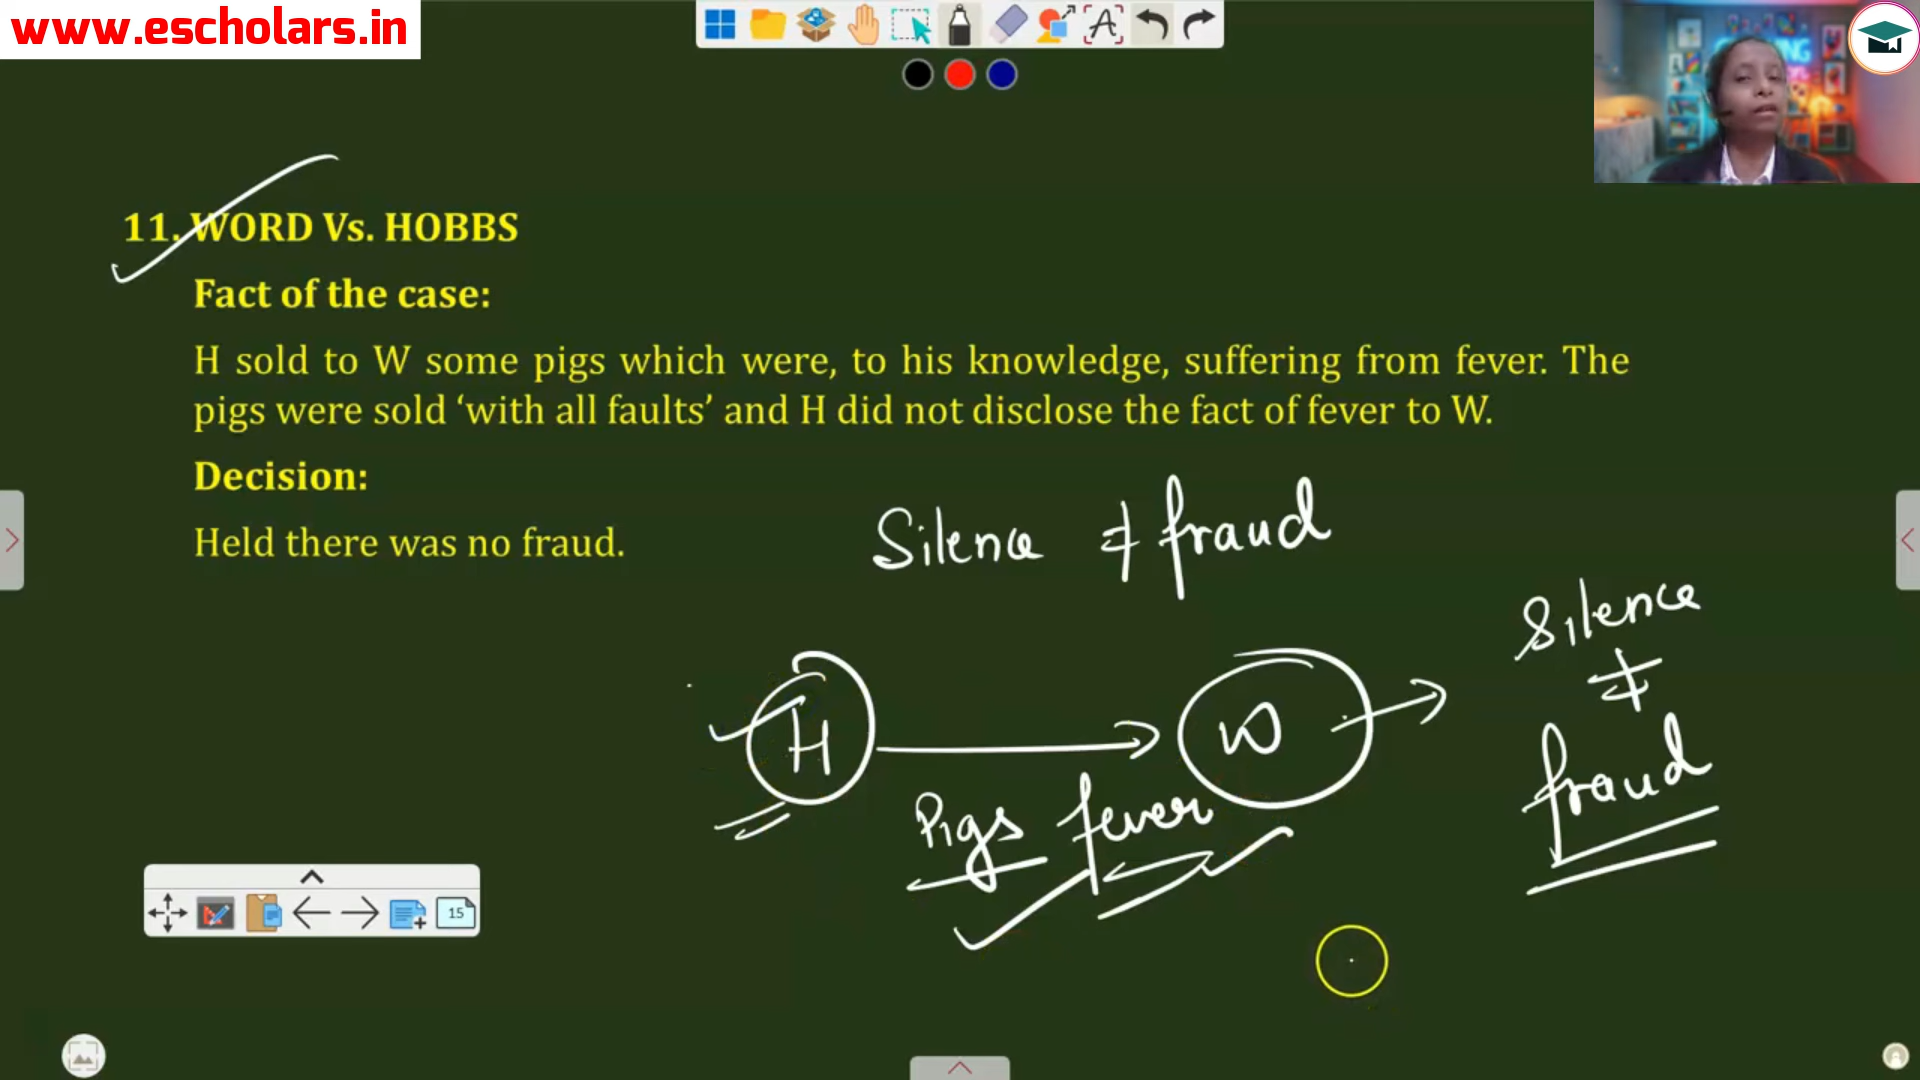 www.escholars.in
A
11. WORD Vs. HOBBS
Fact of the case:
H sold to W some pigs which were, to his knowledge, suffering from fever. The
pigs were sold ‘with all faults’ and H did not disclose the fact of fever to W.
Decision:
Held there was no fraud.
Silence ≠ fraud
H
W
Pigs fever
Silence
≠
fraud
15